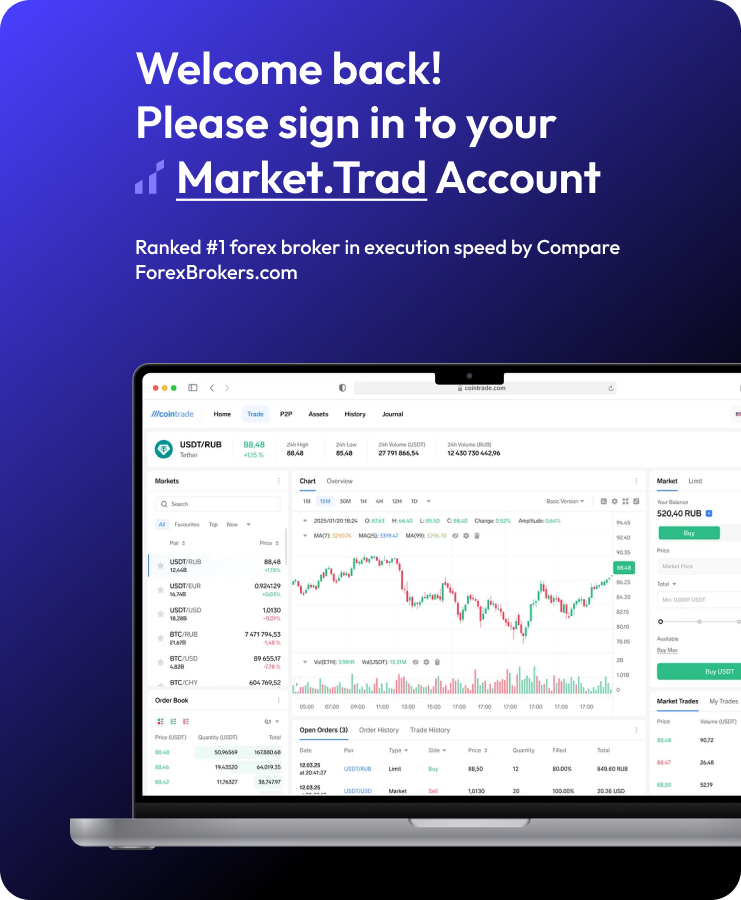 Welcome back!
Please sign in to your
Market.Trad Account
Ranked #1 forex broker in execution speed by Compare
ForexBrokers.com
cointrade.com
///cointrade Home Trade P2P Assets History Journal
USDT/RUB 88,48 24h High 24h Low 24h Volume (USDT) 24h Volume (RUB)
Tether +1,15 % 88,48 85,48 27 791 866,54 12 430 730 442,96
Markets
Search
All Favourites Top New
Pair Price
USDT/RUB 88,48
12,44B +1,15%
USDT/EUR 0,924129
16,74B +0,03%
USDT/USD 1,0130
18.28B -0,01%
BTC/RUB 7 471 794,53
21,67B -1,48 %
BTC/USD 89 655,17
4,82B -7,78 %
BTC/CHY 604 769,52
Order Book
0,1
Price (USDT) Quantity (USDT) Total
88,48 50,96569 167,880.68
88,46 19,43520 64,019.35
88,42 11,76327 38,747.97
Chart Overview
1M 15M 30M 1H 4H 12H 1D Basic Version
2025/01/20 18:24 O: 87.63 H: 66.40 L: 85.50 C: 88.40 Change: 0.52% Amplitude: 0.64%
MA(7): 3290.74 MA(25): 3319.47 MA(99): 3296.78
94.45
92.40
90.35
88.48
86.25
84.20
82.15
80.10
78.05
Vol(ETH): 3.981K Vol(USDT): 13.31M
2B
1.01B
0
05:00 07:00 09:00 11:00 07:00 17:00 17:00 17:00 17:00 17:00 17:00 17:00
Open Orders (3) Order History Trade History
Date Pair Type Side Price Quantity Filled Total
12.03.25
at 20:41:27 USDT/RUB Limit Buy 88,50 12 80.00% 849.60 RUB
12.03.25
USDT/USD Market Sell 1,0130 20 100.00% 20.26 USD
Market Limit
Your Balance
520,40 RUB
Buy
Price
Market Price
Total
Min. 0,00011 USDT
Available
Buy Max
Buy USDT
Market Trades My Trades
Price Volume (USDT)
88,48 90,72
88,47 26,48
88,50 52,19